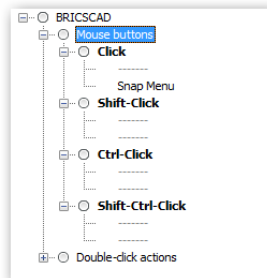 BRICSCAD
Mouse buttons
Click
-------
Snap Menu
Shift-Click
-------
-------
Ctrl-Click
-------
-------
Shift-Ctrl-Click
-------
-------
Double-click actions